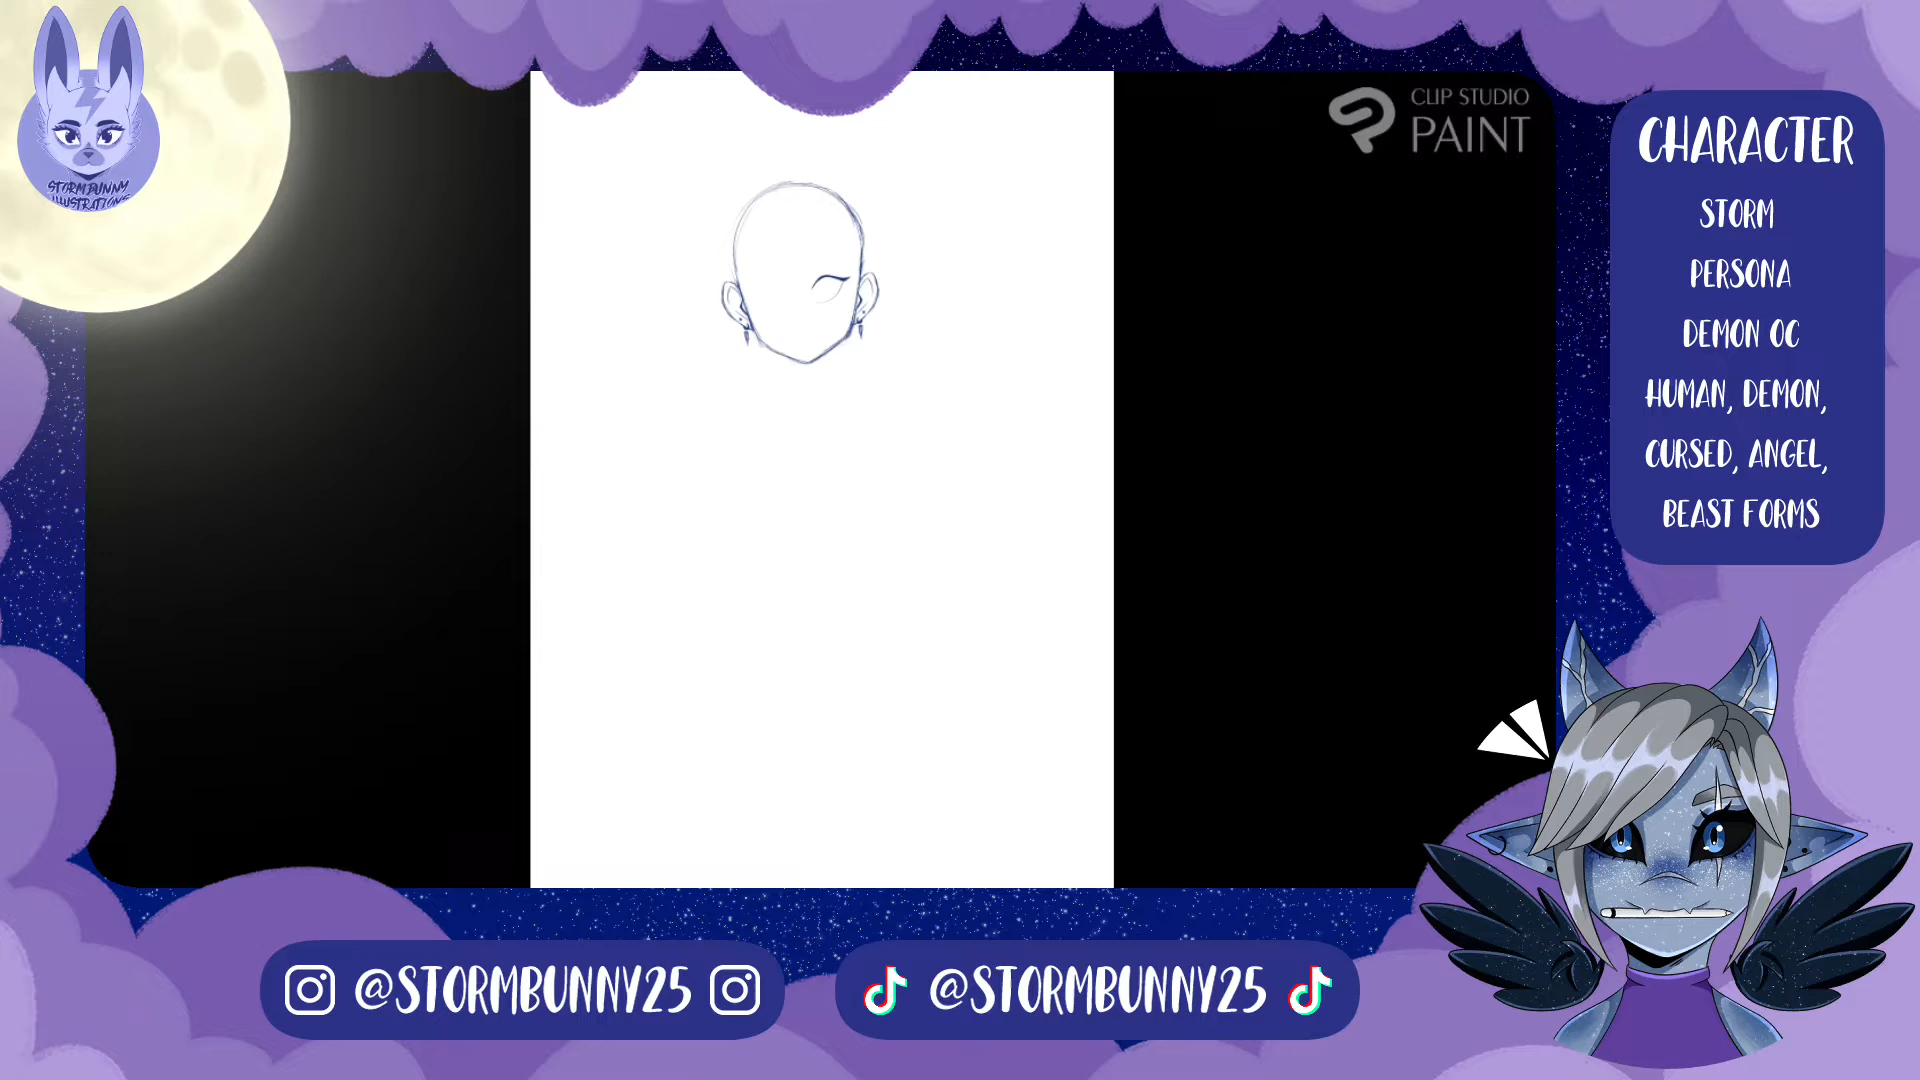 STORMBUNNY
ILLUSTRATIONS
CLIP STUDIO
PAINT
CHARACTER
STORM
PERSONA
DEMON OC
HUMAN, DEMON,
CURSED, ANGEL,
BEAST FORMS
@STORMBUNNY25
@STORMBUNNY25